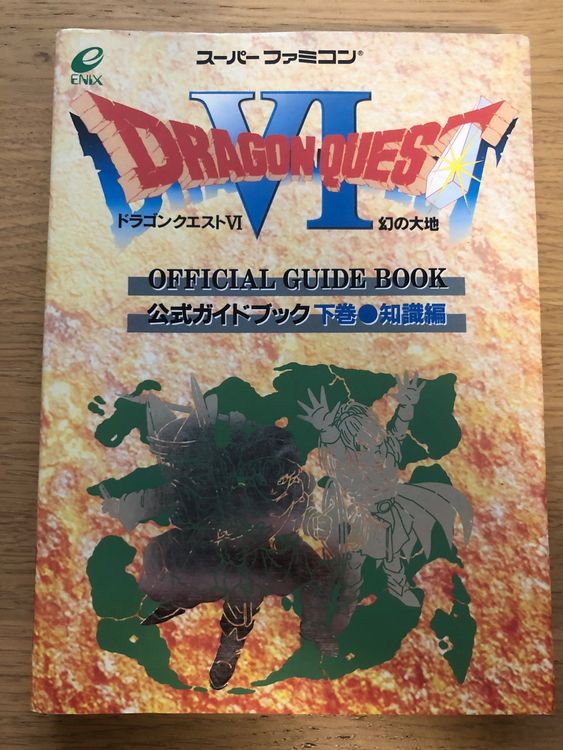 ENIX
スーパーファミコン®
DRAGON QUEST
VI
ドラゴンクエストVI 幻の大地
OFFICIAL GUIDE BOOK
公式ガイドブック 下巻●知識編